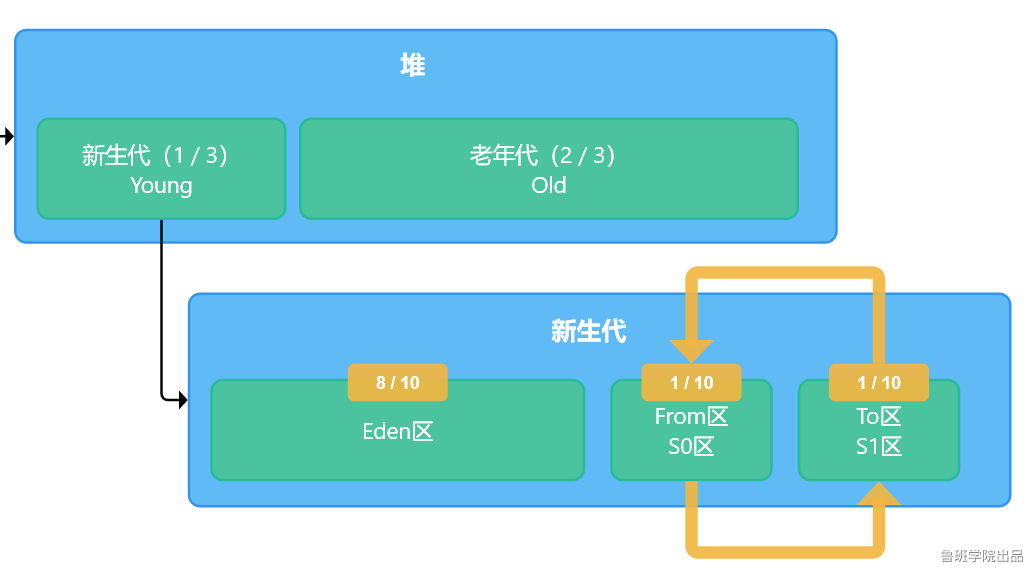 堆
新生代（1 / 3）
Young
老年代（2 / 3）
Old
新生代
8 / 10
Eden区
1 / 10
From区
S0区
1 / 10
To区
S1区
鲁班学院出品